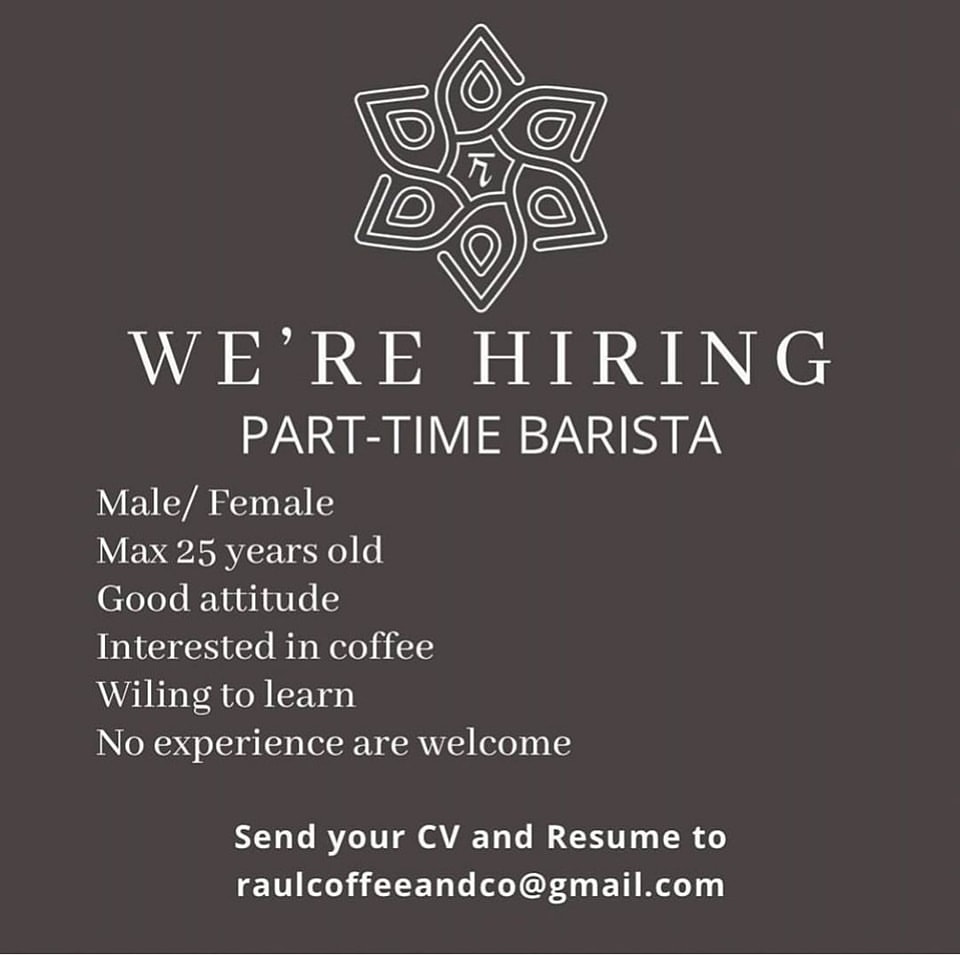 WE'RE HIRING
PART-TIME BARISTA
Male/ Female
Max 25 years old
Good attitude
Interested in coffee
Wiling to learn
No experience are welcome
Send your CV and Resume to
raulcoffeeandco@gmail.com